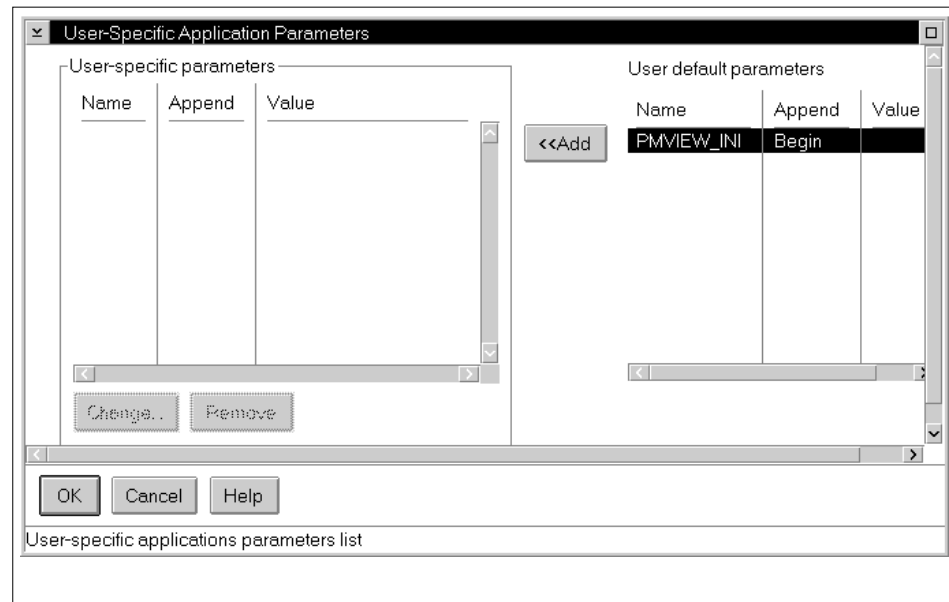 User-Specific Application Parameters
User-specific parameters
Name Append Value
Change..
Remove
<<Add
User default parameters
Name Append Value
PMVIEW_INI Begin
OK Cancel Help
User-specific applications parameters list